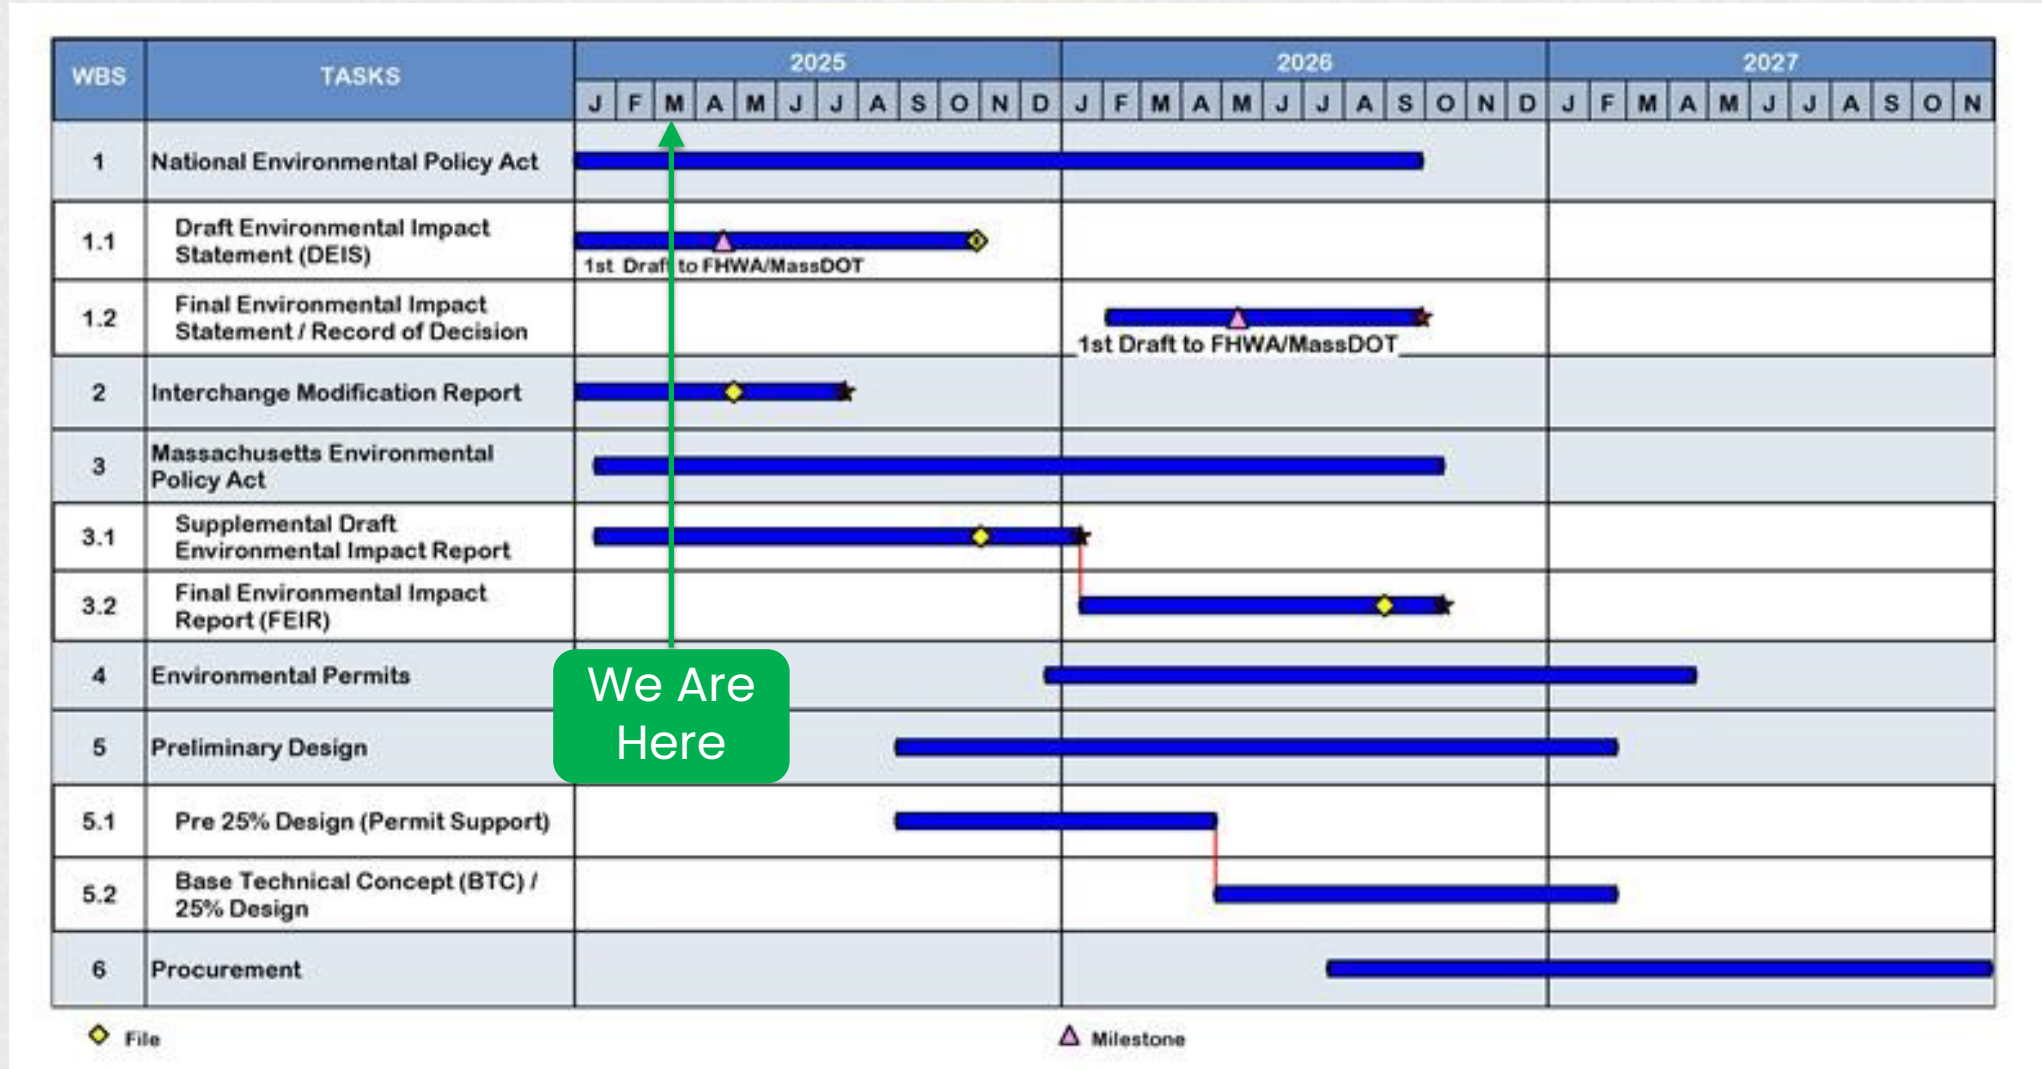 WBS TASKS 2025 2026 2027
J F M A M J J A S O N D J F M A M J J A S O N D J F M A M J J A S O N
1 National Environmental Policy Act
1.1 Draft Environmental Impact
Statement (DEIS)
1st Draft to FHWA/MassDOT
1.2 Final Environmental Impact
Statement / Record of Decision
1st Draft to FHWA/MassDOT
2 Interchange Modification Report
3 Massachusetts Environmental
Policy Act
3.1 Supplemental Draft
Environmental Impact Report
3.2 Final Environmental Impact
Report (FEIR)
4 Environmental Permits
We Are
Here
5 Preliminary Design
5.1 Pre 25% Design (Permit Support)
5.2 Base Technical Concept (BTC) /
25% Design
6 Procurement
File Milestone